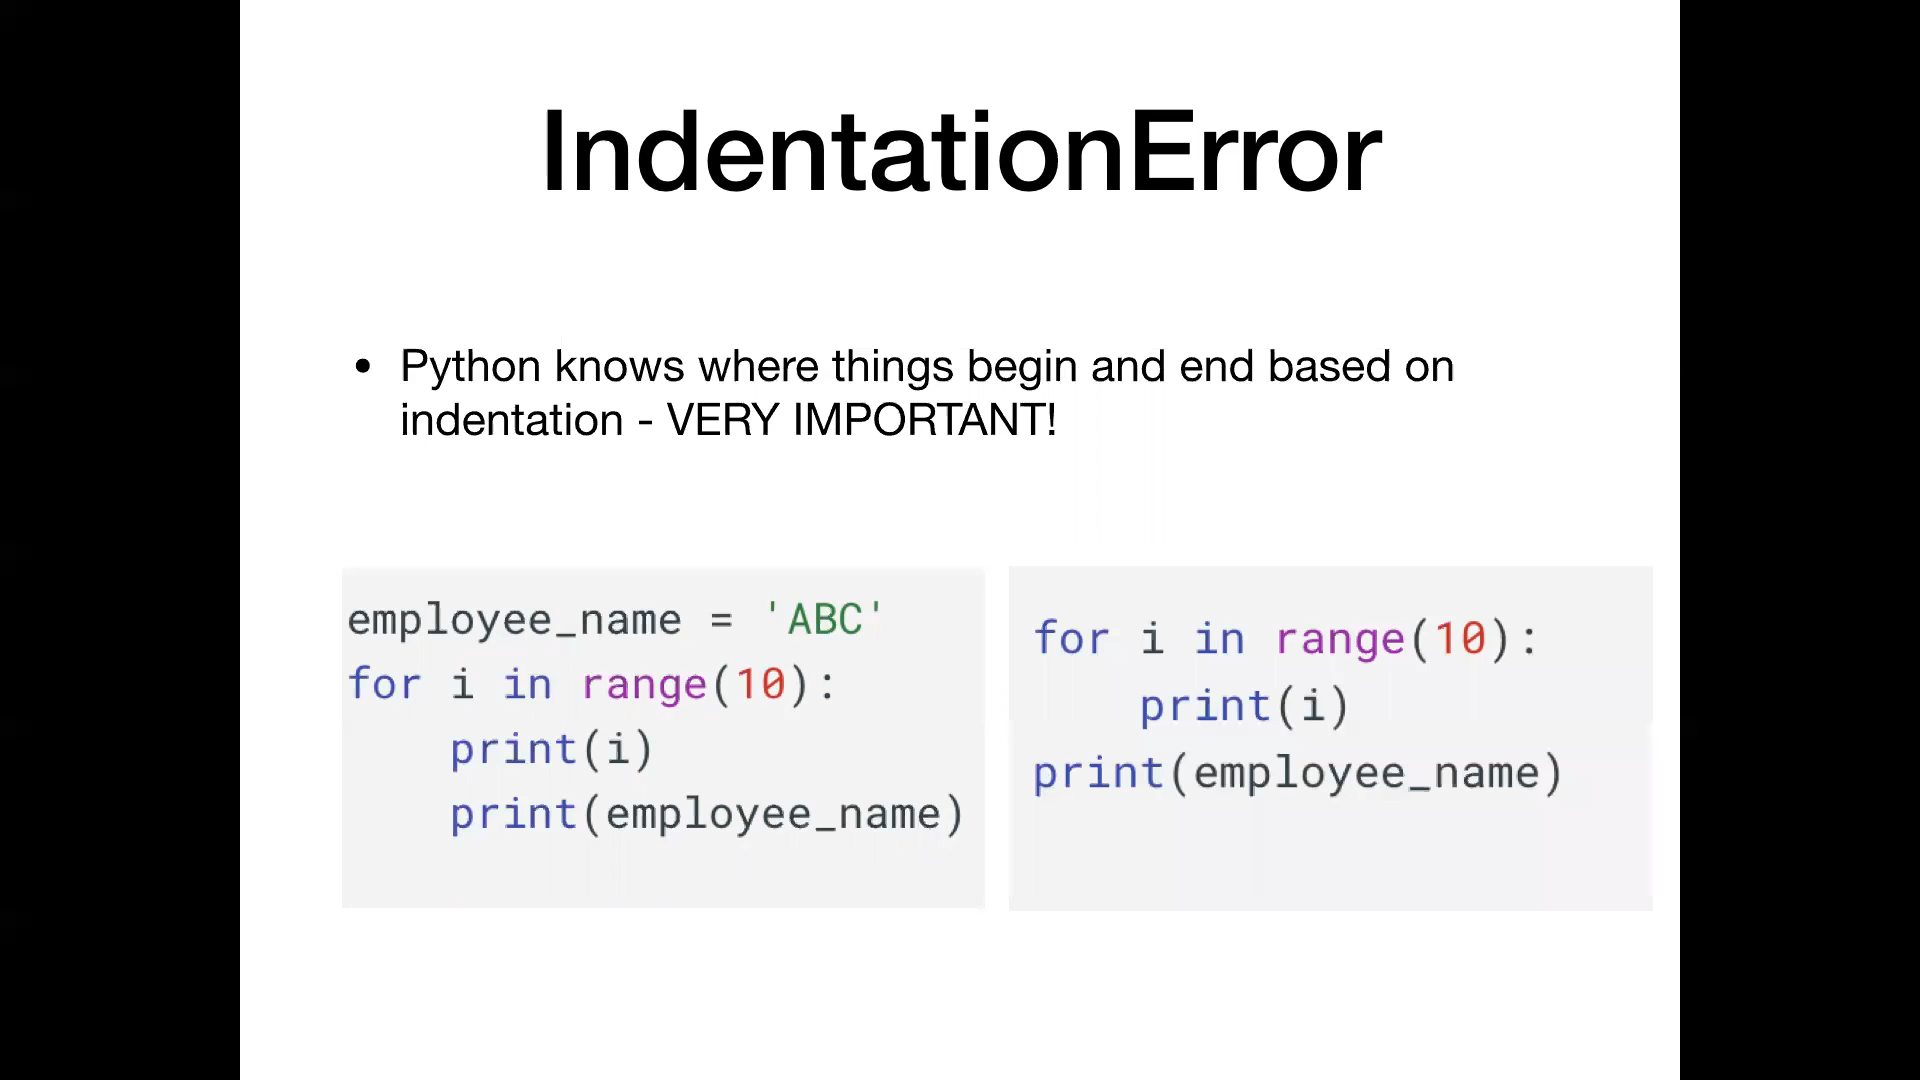 IndentationError
• Python knows where things begin and end based on
indentation - VERY IMPORTANT!
employee_name = 'ABC'
for i in range(10):
    print(i)
    print(employee_name)
for i in range(10):
    print(i)
print(employee_name)